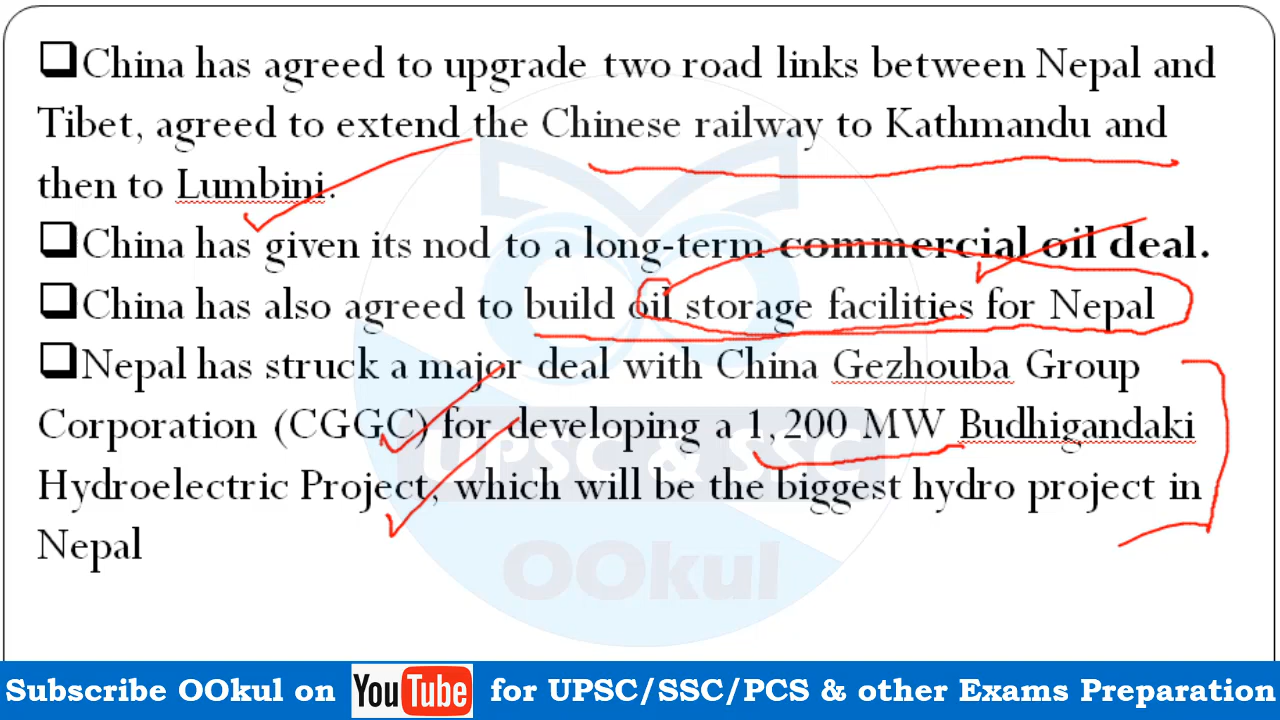 ❑China has agreed to upgrade two road links between Nepal and
Tibet, agreed to extend the Chinese railway to Kathmandu and
then to Lumbini.
❑China has given its nod to a long-term commercial oil deal.
❑China has also agreed to build oil storage facilities for Nepal
❑Nepal has struck a major deal with China Gezhouba Group
Corporation (CGGC) for developing a 1,200 MW Budhigandaki
Hydroelectric Project, which will be the biggest hydro project in
Nepal
UPSC & SSC
OOkul
Subscribe OOkul on YouTube for UPSC/SSC/PCS & other Exams Preparation